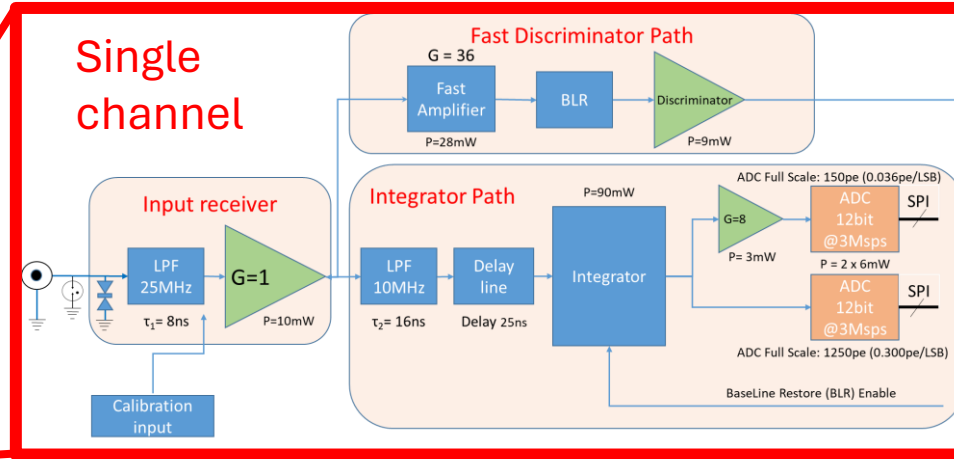 Single
channel
Fast Discriminator Path
G = 36
Fast
Amplifier
BLR
Discriminator
P=28mW
P=9mW
Input receiver
LPF
25MHz
G=1
τ₁= 8ns
P=10mW
Calibration
input
Integrator Path
P=90mW
LPF
10MHz
Delay
line
Integrator
τ₂= 16ns
Delay 25ns
ADC Full Scale: 150pe (0.036pe/LSB)
G=8
ADC
12bit
@3Msps
SPI
P= 3mW
P = 2 x 6mW
ADC
12bit
@3Msps
SPI
ADC Full Scale: 1250pe (0.300pe/LSB)
BaseLine Restore (BLR) Enable